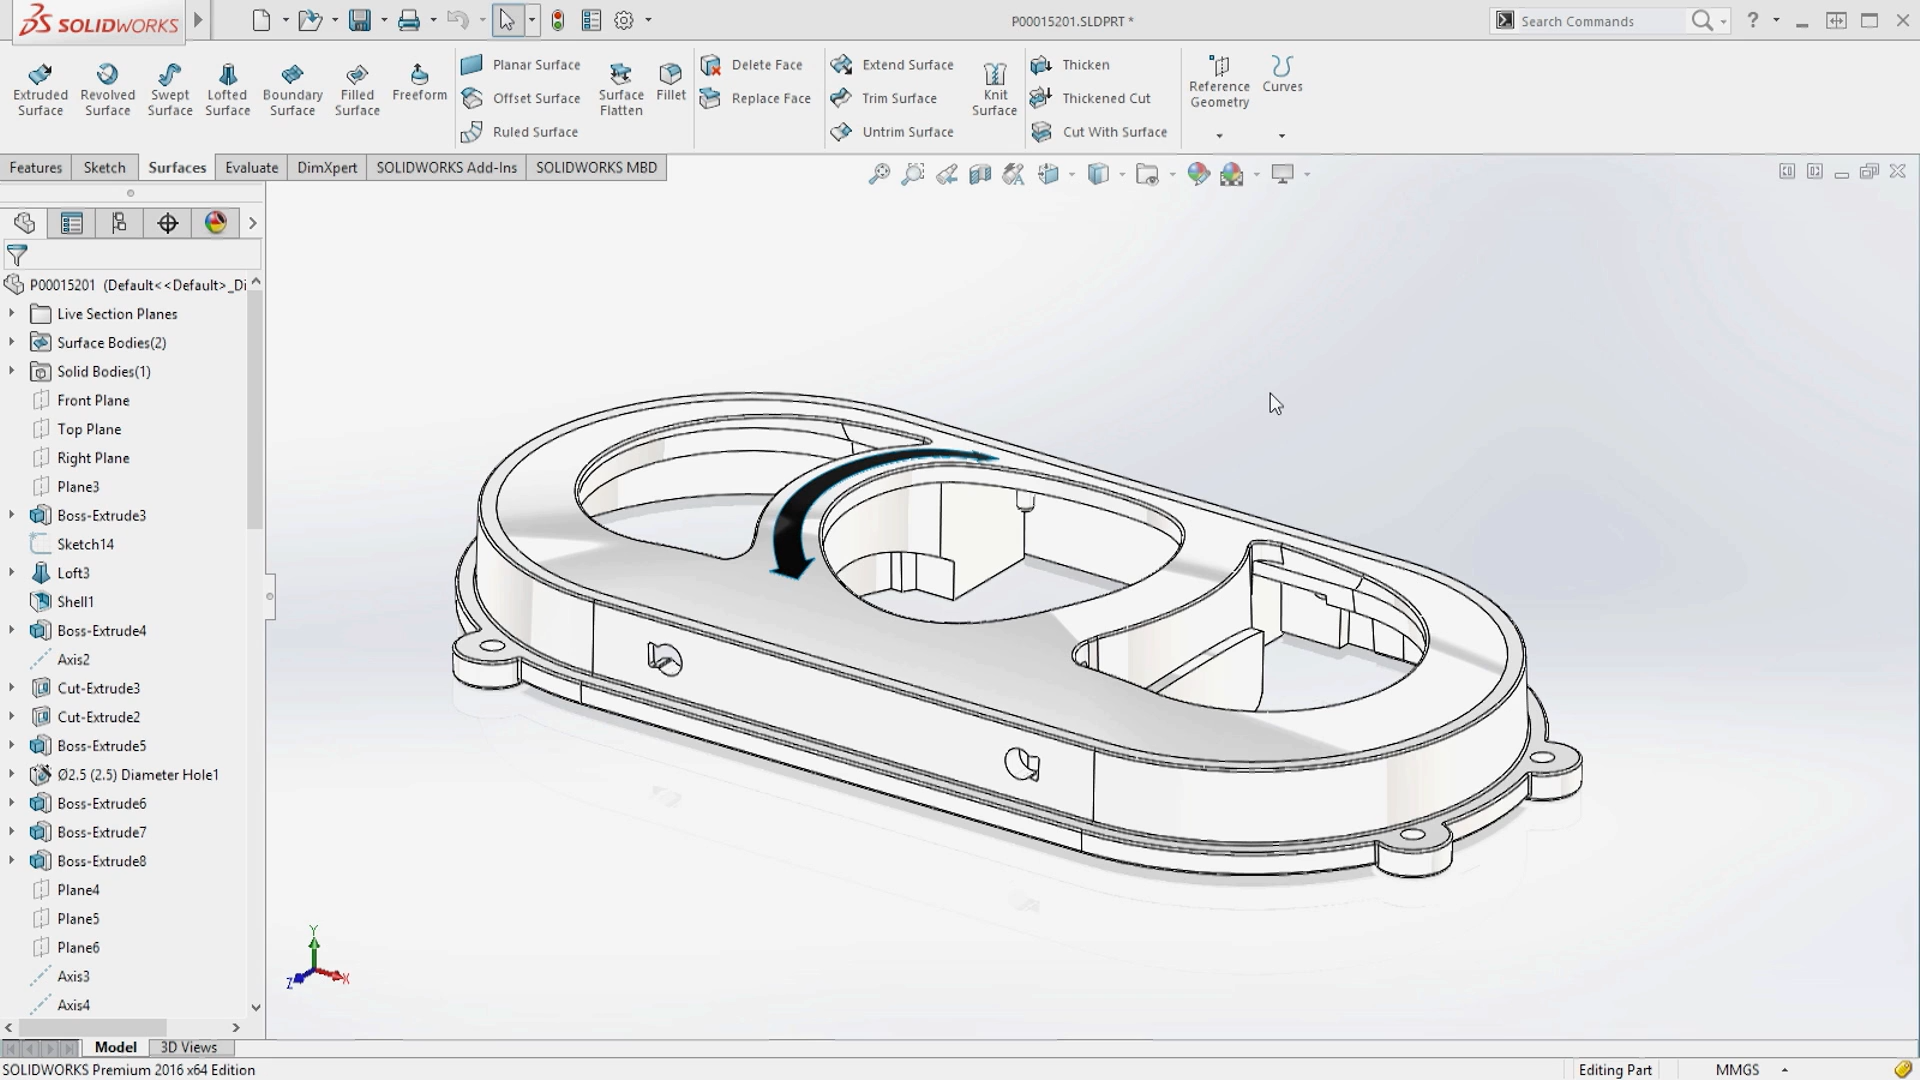 SOLIDWORKS
P00015201.SLDPRT *
Search Commands
?
Extruded Surface
Revolved Surface
Swept Surface
Lofted Surface
Boundary Surface
Filled Surface
Freeform
Planar Surface
Offset Surface
Ruled Surface
Surface Flatten
Fillet
Delete Face
Replace Face
Extend Surface
Trim Surface
Untrim Surface
Knit Surface
Thicken
Thickened Cut
Cut With Surface
Reference Geometry
Curves
Features
Sketch
Surfaces
Evaluate
DimXpert
SOLIDWORKS Add-Ins
SOLIDWORKS MBD
P00015201 (Default<<Default>_Di
Live Section Planes
Surface Bodies(2)
Solid Bodies(1)
Front Plane
Top Plane
Right Plane
Plane3
Boss-Extrude3
Sketch14
Loft3
Shell1
Boss-Extrude4
Axis2
Cut-Extrude3
Cut-Extrude2
Boss-Extrude5
Ø2.5 (2.5) Diameter Hole1
Boss-Extrude6
Boss-Extrude7
Boss-Extrude8
Plane4
Plane5
Plane6
Axis3
Axis4
Y
Z
X
Model
3D Views
SOLIDWORKS Premium 2016 x64 Edition
Editing Part
MMGS